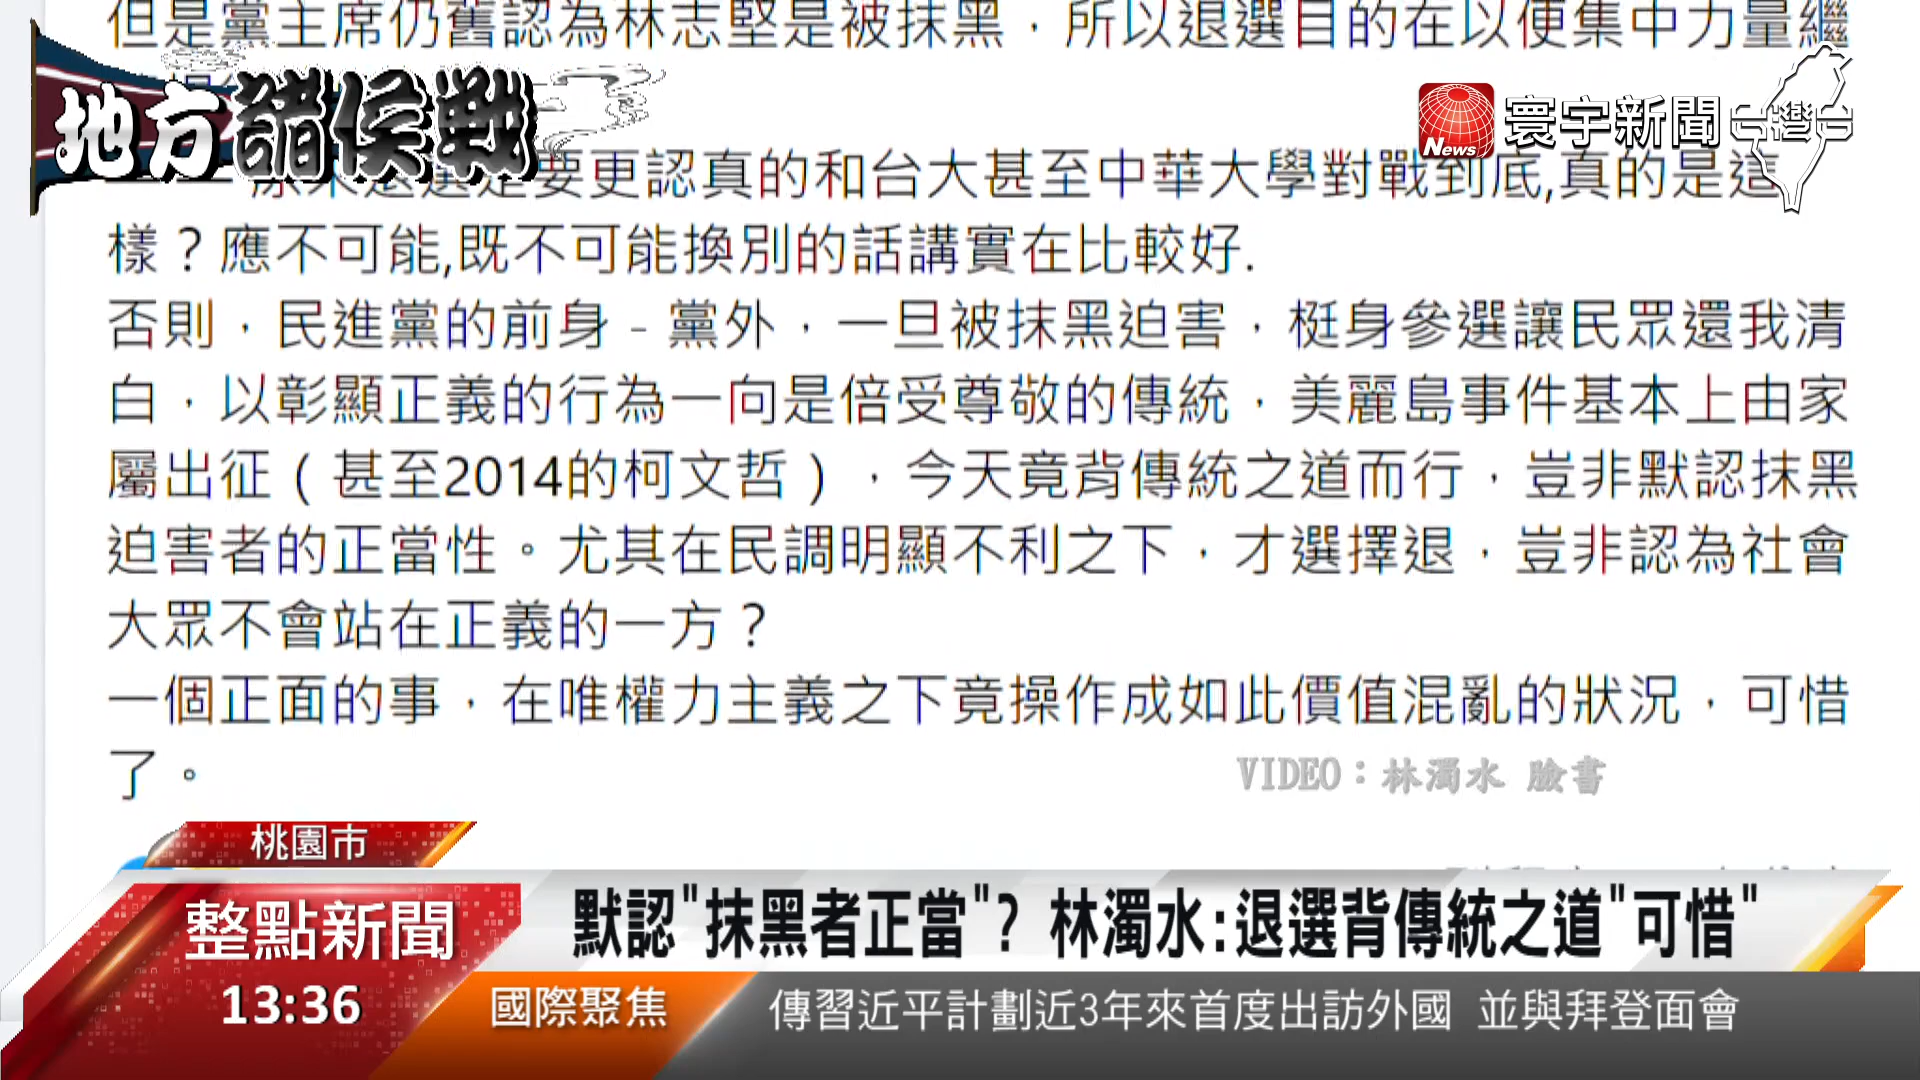 但是黨主席仍舊認為林志堅是被抹黑，所以退選目的在以便集中力量繼
地方諸侯戰
寰宇新聞 台灣
News
退選是要更認真的和台大甚至中華大學對戰到底,真的是這
樣？應不可能,既不可能換別的話講實在比較好.
否則，民進黨的前身–黨外，一旦被抹黑迫害，梃身參選讓民眾還我清
白，以彰顯正義的行為一向是倍受尊敬的傳統，美麗島事件基本上由家
屬出征（甚至2014的柯文哲），今天竟背傳統之道而行，豈非默認抹黑
迫害者的正當性。尤其在民調明顯不利之下，才選擇退，豈非認為社會
大眾不會站在正義的一方？
一個正面的事，在唯權力主義之下竟操作成如此價值混亂的狀況，可惜
了。
VIDEO：林濁水 臉書
桃園市
整點新聞
默認"抹黑者正當"? 林濁水:退選背傳統之道"可惜"
13:36
國際聚焦
傳習近平計劃近3年來首度出訪外國 並與拜登面會